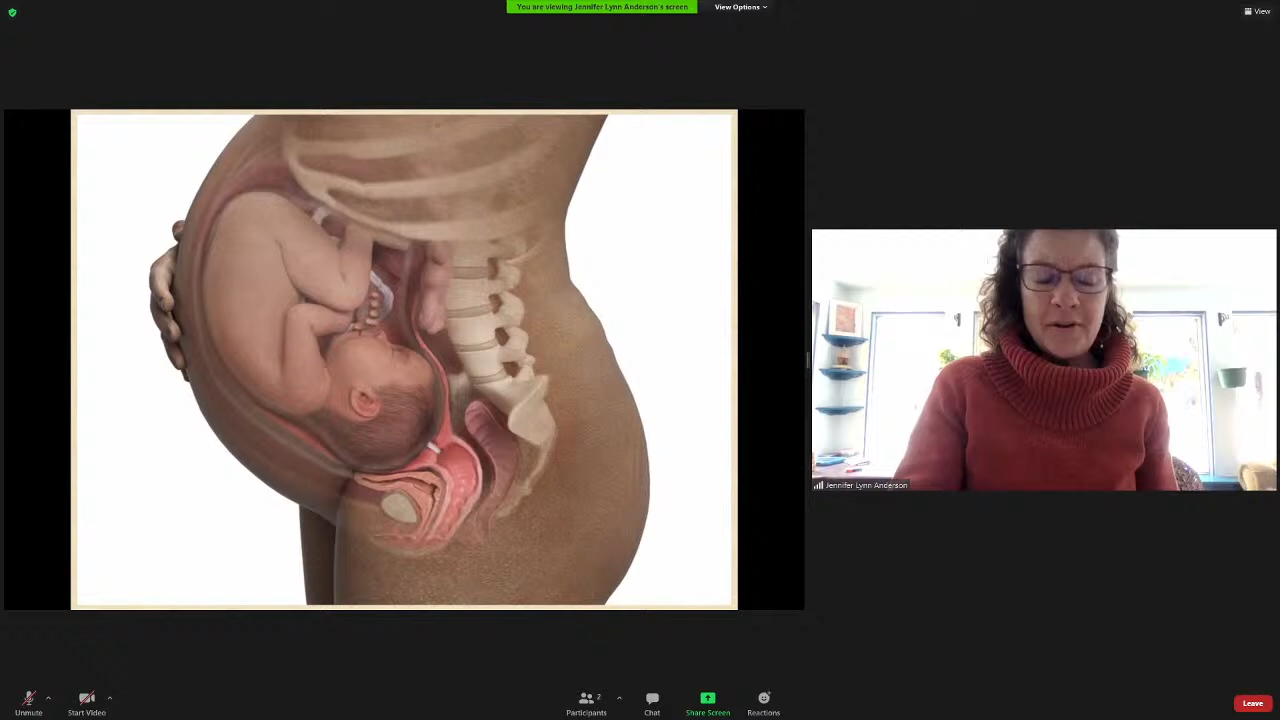 You are viewing Jennifer Lynn Anderson's screen
View Options
View
Jennifer Lynn Anderson
Unmute
Start Video
Participants
2
Chat
Share Screen
Reactions
Leave